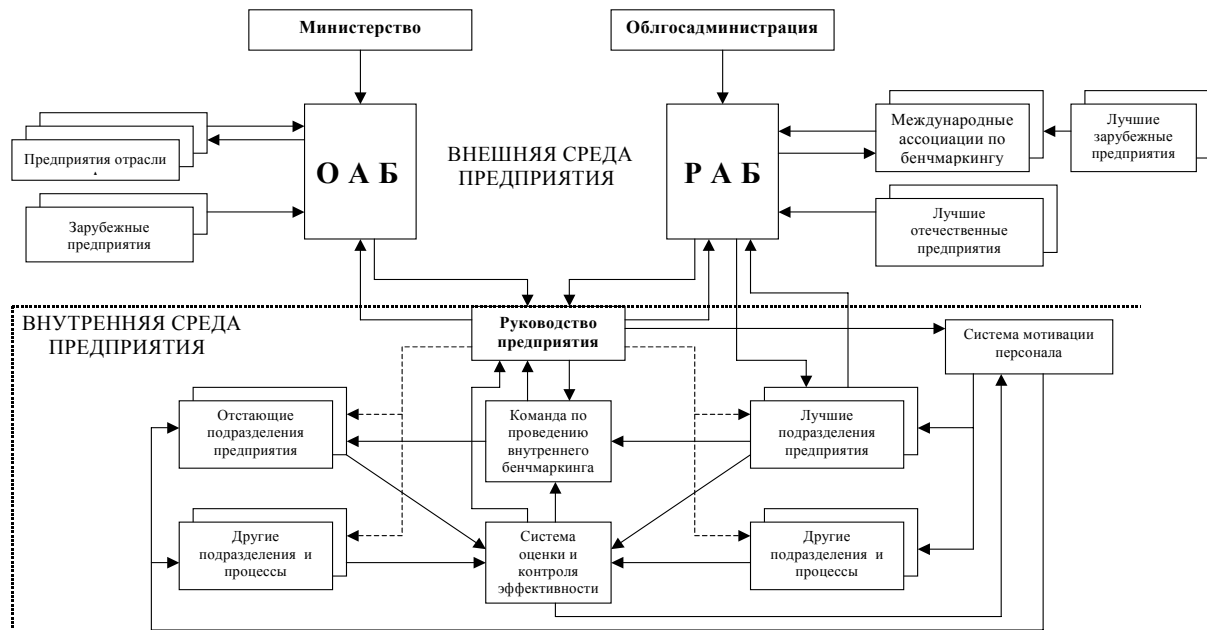 Министерство
Облгосадминистрация
Предприятия отрасли
Зарубежные
предприятия
О А Б
ВНЕШНЯЯ СРЕДА
ПРЕДПРИЯТИЯ
Р А Б
Международные
ассоциации по
бенчмаркингу
Лучшие
зарубежные
предприятия
Лучшие
отечественные
предприятия
ВНУТРЕННЯЯ СРЕДА
ПРЕДПРИЯТИЯ
Руководство
предприятия
Система мотивации
персонала
Отстающие
подразделения
предприятия
Команда по
проведению
внутреннего
бенчмаркинга
Лучшие
подразделения
предприятия
Другие
подразделения и
процессы
Система
оценки и
контроля
эффективности
Другие
подразделения и
процессы